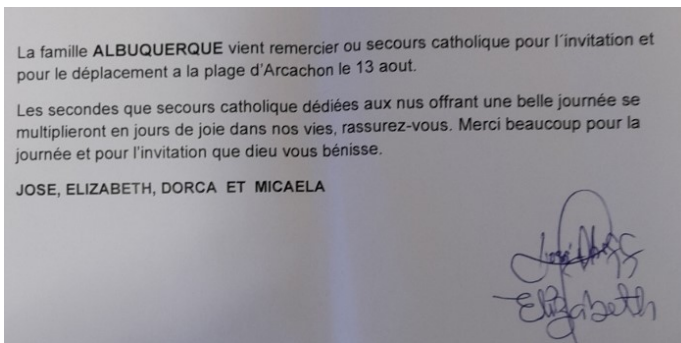 La famille ALBUQUERQUE vient remercier ou secours catholique pour l´invitation et
pour le déplacement a la plage d'Arcachon le 13 aout.
Les secondes que secours catholique dédiées aux nus offrant une belle journée se
multiplieront en jours de joie dans nos vies, rassurez-vous. Merci beaucoup pour la
journée et pour l'invitation que dieu vous bénisse.
JOSE, ELIZABETH, DORCA ET MICAELA
Elizabeth